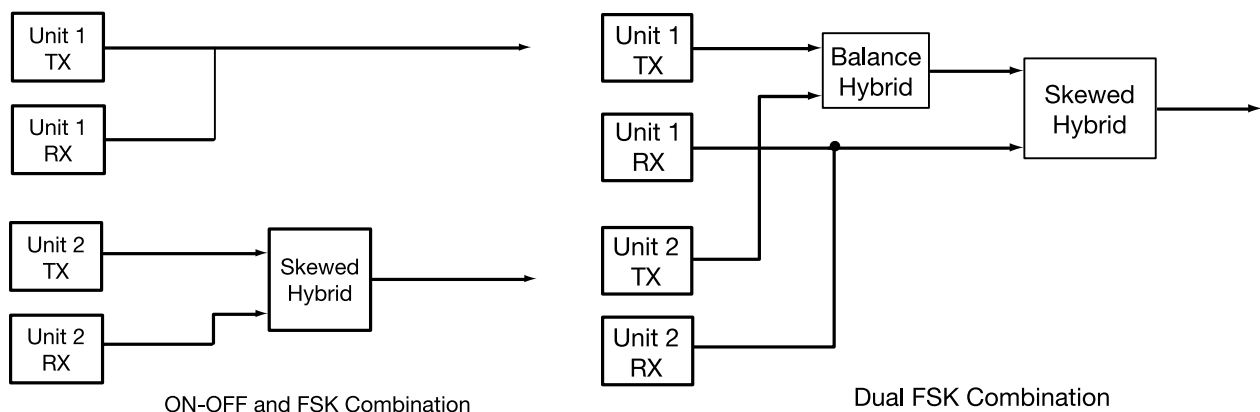 Unit 1
TX
Unit 1
RX
Unit 2
TX
Unit 2
RX
Skewed
Hybrid
ON-OFF and FSK Combination
Unit 1
TX
Unit 1
RX
Unit 2
TX
Unit 2
RX
Balance
Hybrid
Skewed
Hybrid
Dual FSK Combination